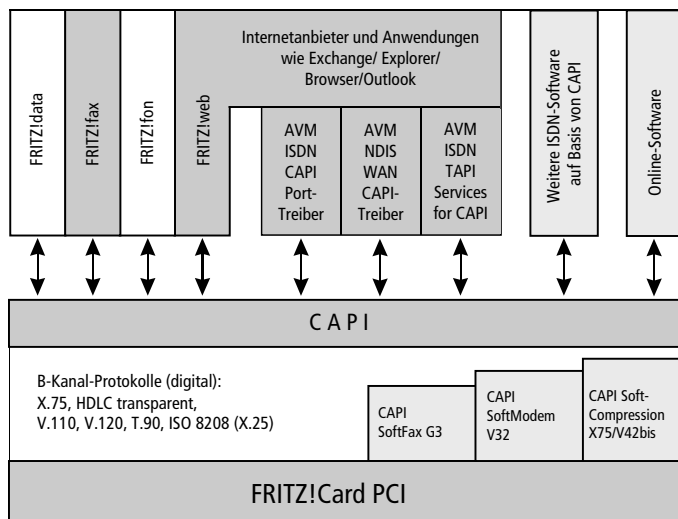 FRITZ!data
FRITZ!fax
FRITZ!fon
FRITZ!web
Internetanbieter und Anwendungen
wie Exchange/ Explorer/
Browser/Outlook
AVM
ISDN
CAPI
Port-
Treiber
AVM
NDIS
WAN
CAPI-
Treiber
AVM
ISDN
TAPI
Services
for CAPI
Weitere ISDN-Software
auf Basis von CAPI
Online-Software
CAPI
B-Kanal-Protokolle (digital):
X.75, HDLC transparent,
V.110, V.120, T.90, ISO 8208 (X.25)
CAPI
SoftFax G3
CAPI
SoftModem
V32
CAPI Soft-
Compression
X75/V42bis
FRITZ!Card PCI